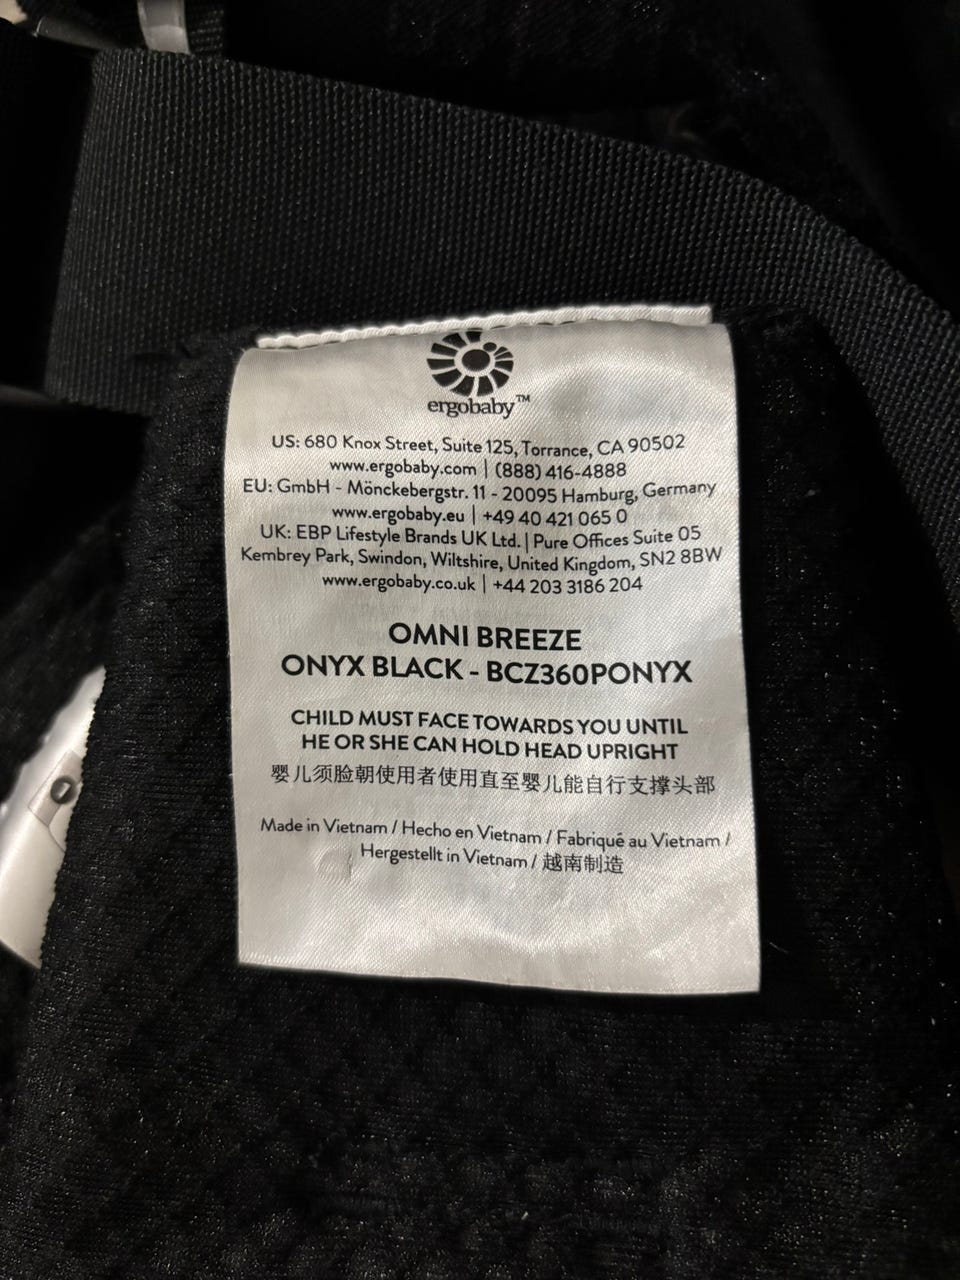 ergobaby™
US: 680 Knox Street, Suite 125, Torrance, CA 90502
www.ergobaby.com | (888) 416-4888
EU: GmbH - Mönckebergstr. 11 - 20095 Hamburg, Germany
www.ergobaby.eu | +49 40 421 065 0
UK: EBP Lifestyle Brands UK Ltd. | Pure Offices Suite 05
Kembrey Park, Swindon, Wiltshire, United Kingdom, SN2 8BW
www.ergobaby.co.uk | +44 203 3186 204
OMNI BREEZE
ONYX BLACK - BCZ360PONYX
CHILD MUST FACE TOWARDS YOU UNTIL
HE OR SHE CAN HOLD HEAD UPRIGHT
婴儿须脸朝使用者使用直至婴儿能自行支撑头部
Made in Vietnam / Hecho en Vietnam / Fabriqué au Vietnam /
Hergestellt in Vietnam / 越南制造